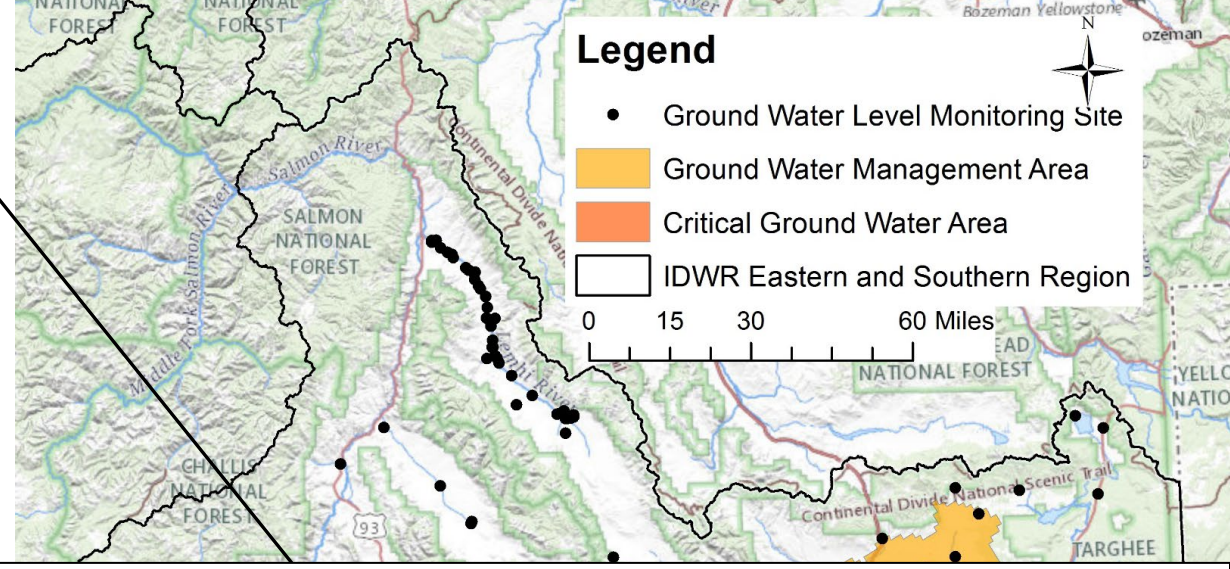 NATIONAL
FOREST
NATIONAL
FOREST
River
Bozeman Yellowstone
ozeman
N
Legend
Ground Water Level Monitoring Site
Ground Water Management Area
Critical Ground Water Area
IDWR Eastern and Southern Region
0 15 30 60 Miles
Salmon River
Continental Divide Natio
SALMON
NATIONAL
FOREST
Middle Fork Salmon River
Lemhi River
EAD
NATIONAL FOREST
YELLO
NATIO
CHALLIS
NATIONAL
FOREST
93
Continental Divide National Scenic Trail
TARGHEE